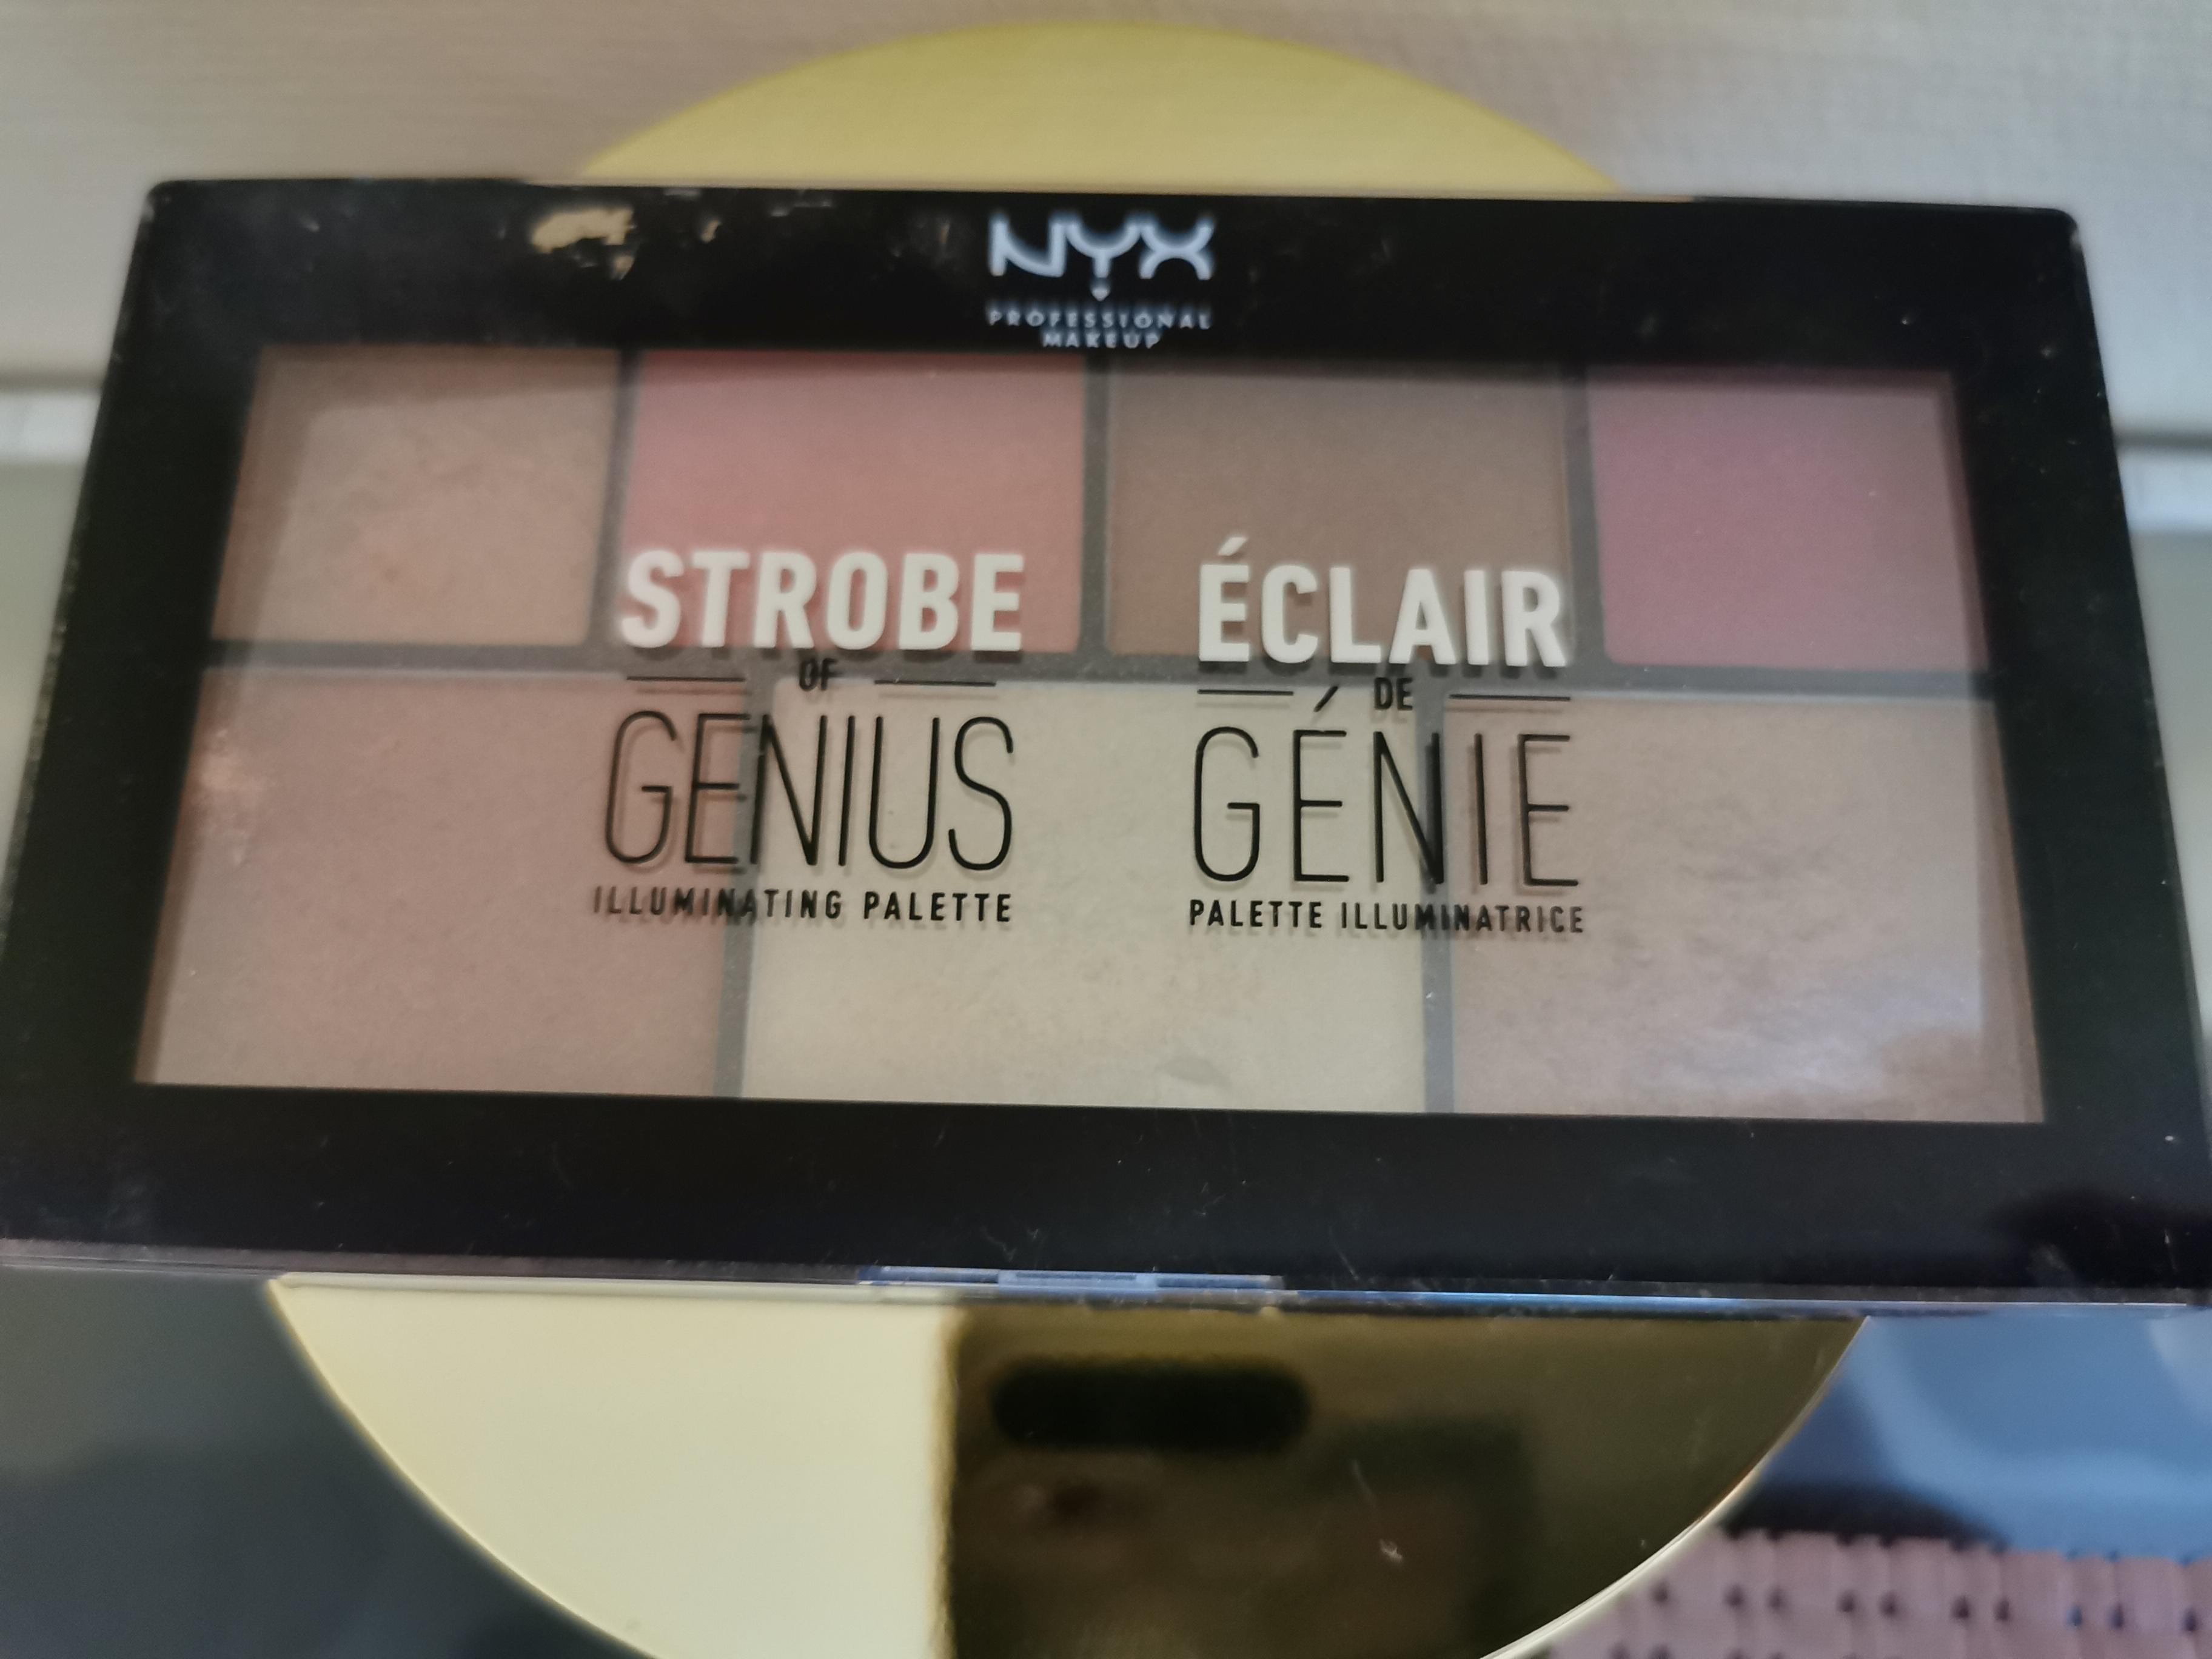 NYX
PROFESSIONAL
MAKEUP
STROBE
OF
GENIUS
ILLUMINATING PALETTE
ÉCLAIR
DE
GÉNIE
PALETTE ILLUMINATRICE